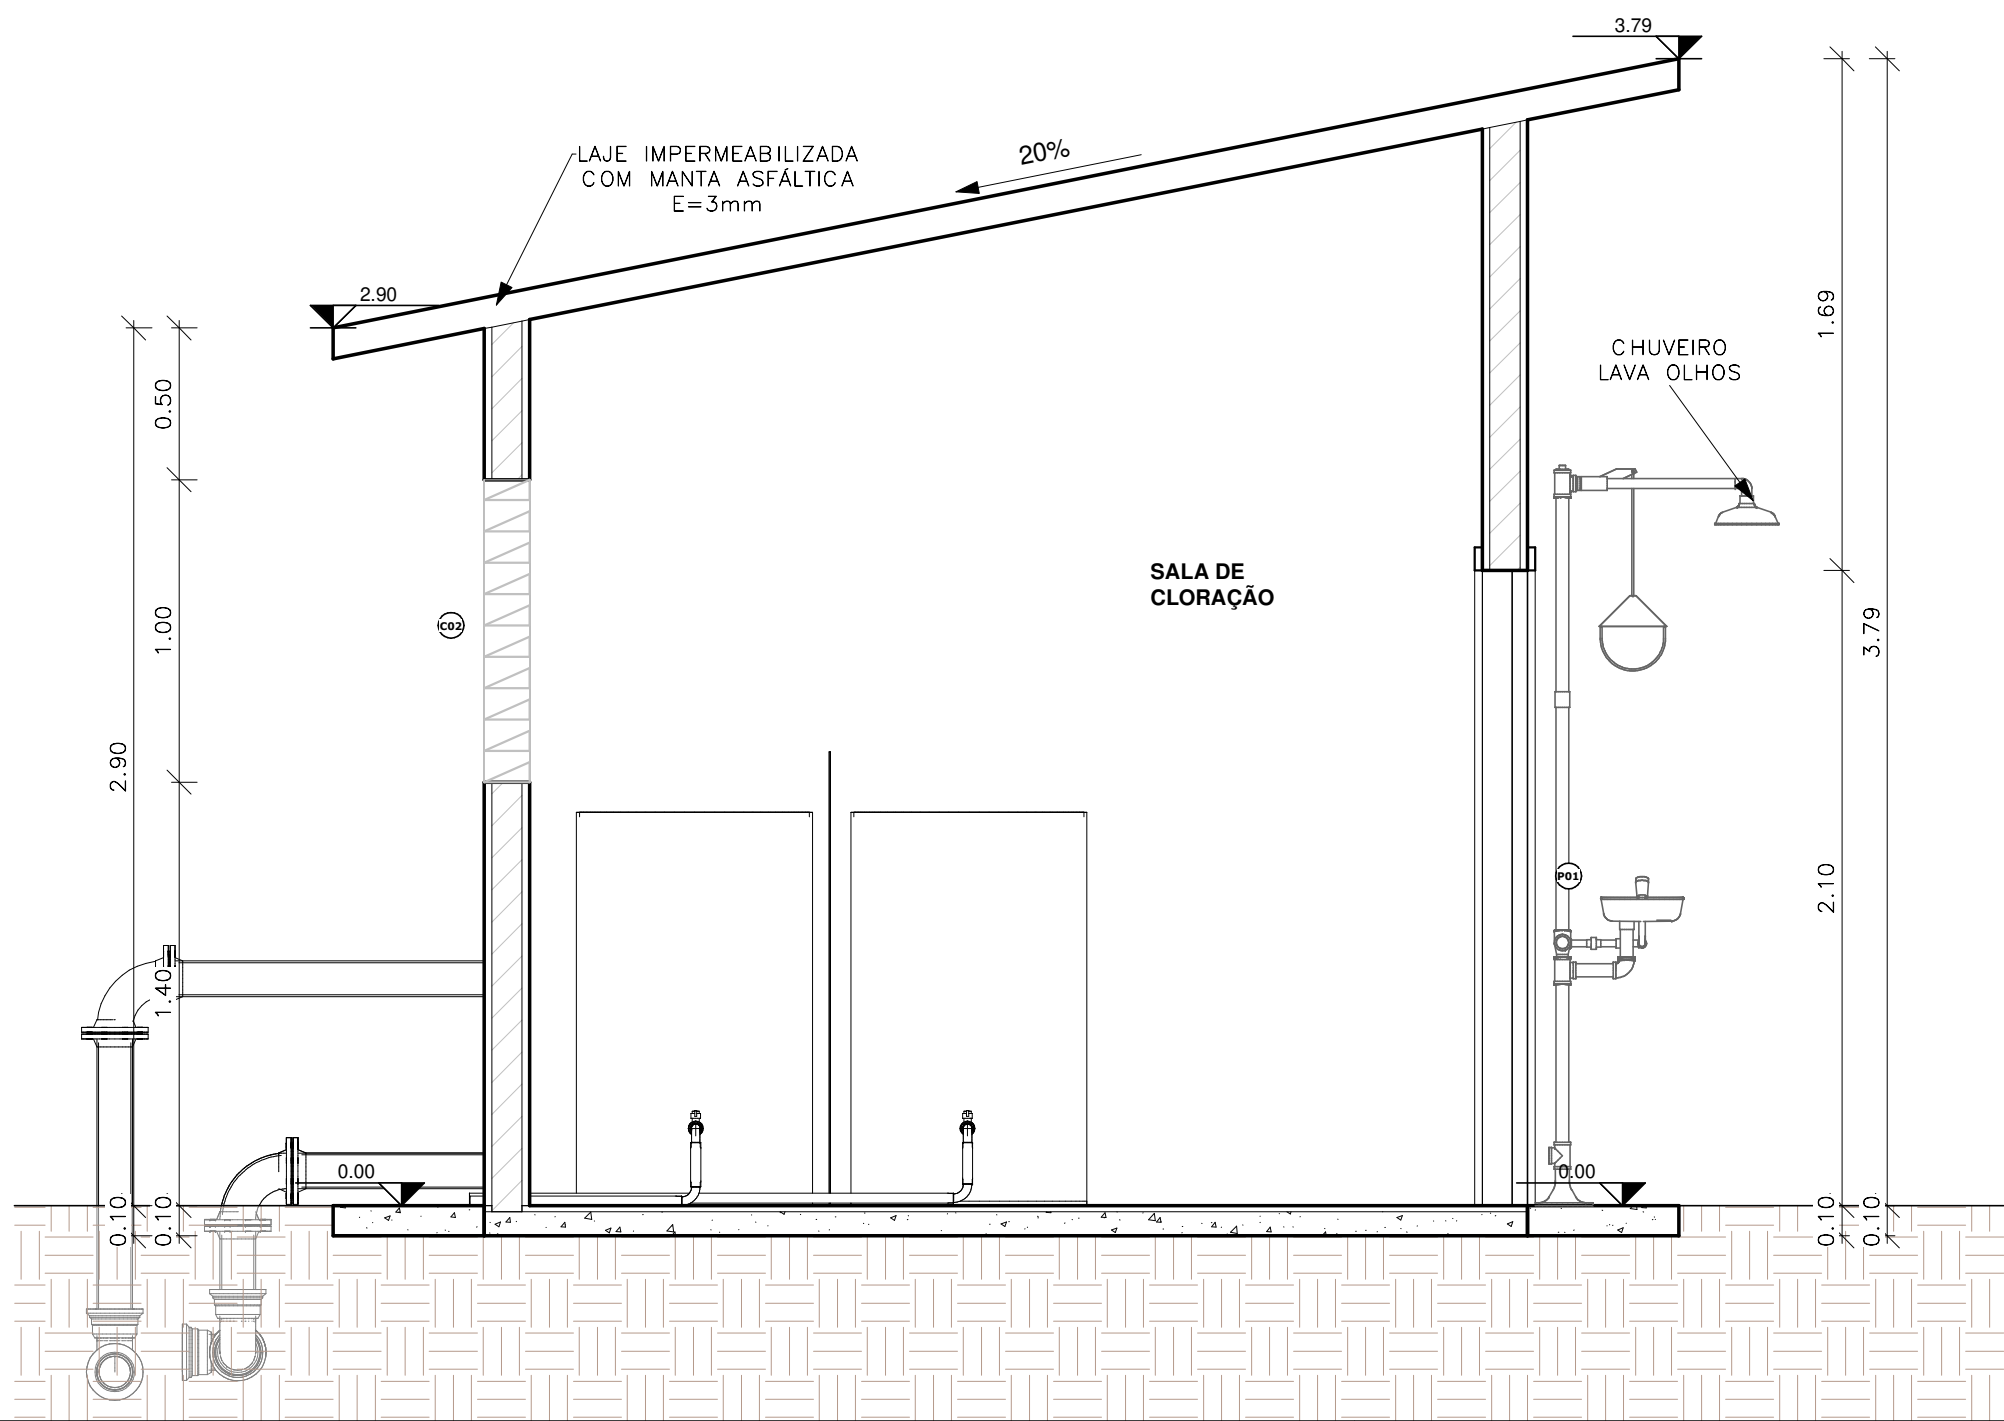 3.79
LAJE IMPERMEABILIZADA
COM MANTA ASFÁLTICA
E=3mm
20%
2.90
0.50
1.00
2.90
1.40
0.10
0.10
C02
SALA DE
CLORAÇÃO
CHUVEIRO
LAVA OLHOS
P01
1.69
3.79
2.10
0.00
0.00
0.10
0.10